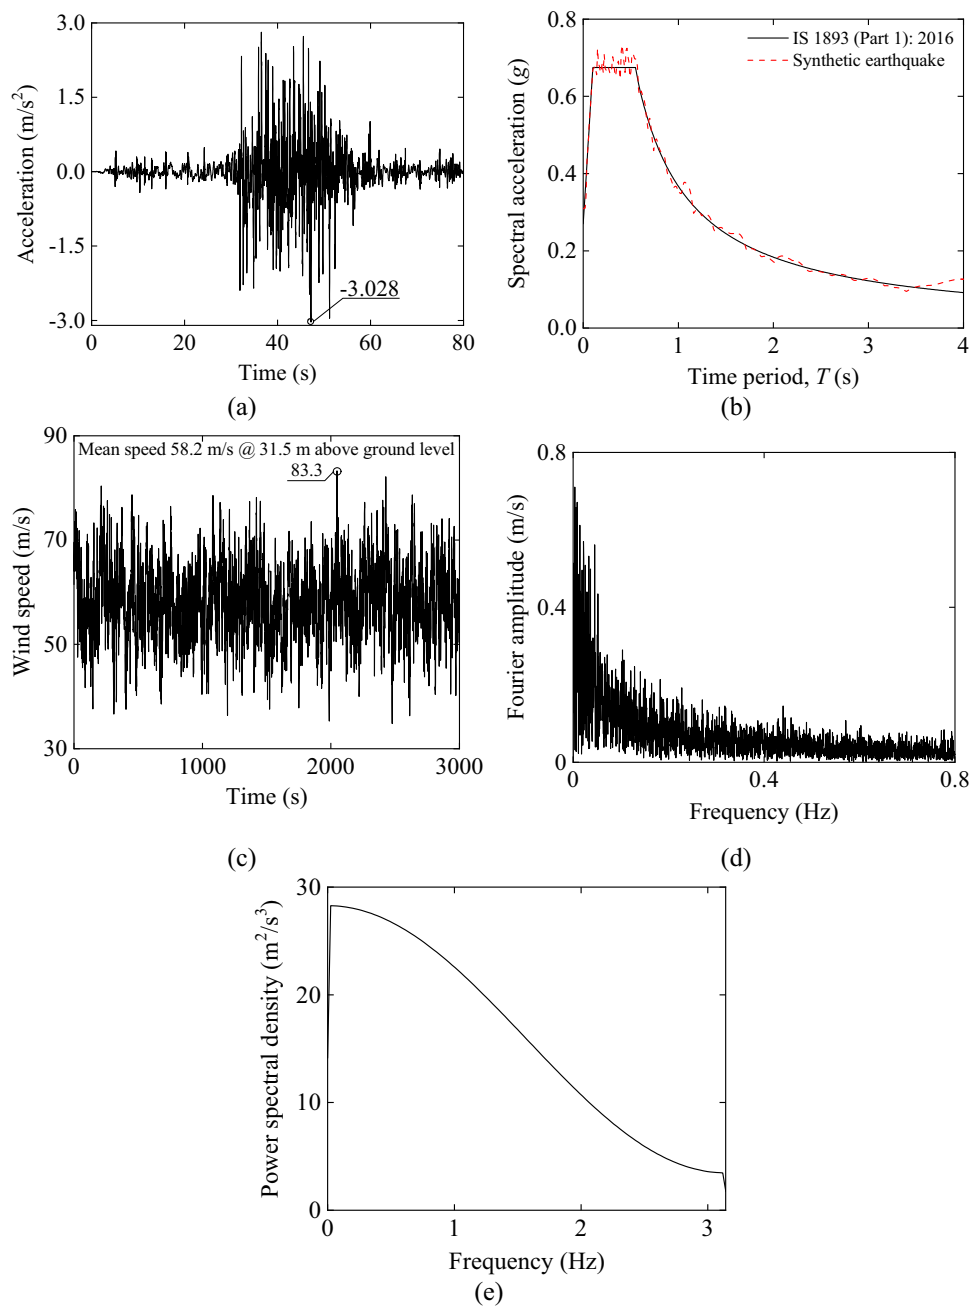 3.0
1.5
0.0
-1.5
-3.0
Acceleration (m/s²)
-3.028
0 20 40 60 80
Time (s)
(a)
0.8
0.6
0.4
0.2
0.0
Spectral acceleration (g)
IS 1893 (Part 1): 2016
Synthetic earthquake
0 1 2 3 4
Time period, T (s)
(b)
90
70
50
30
Wind speed (m/s)
Mean speed 58.2 m/s @ 31.5 m above ground level
83.3
0 1000 2000 3000
Time (s)
(c)
0.8
0.4
0
Fourier amplitude (m/s)
0 0.4 0.8
Frequency (Hz)
(d)
30
20
10
0
Power spectral density (m²/s³)
0 1 2 3
Frequency (Hz)
(e)